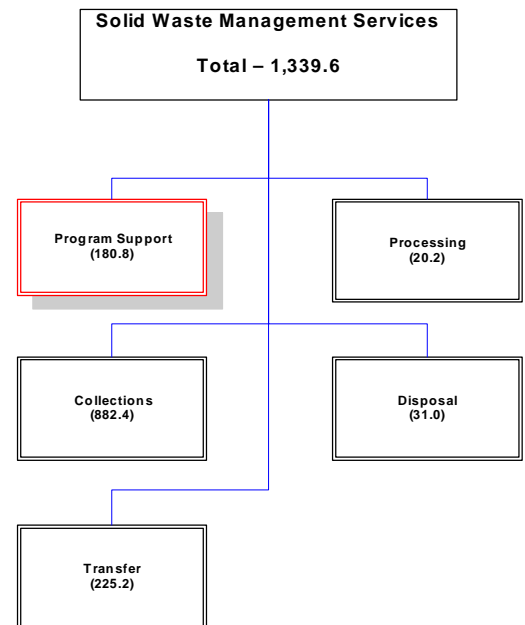 Solid Waste Management Services
Total – 1,339.6
Program Support
(180.8)
Processing
(20.2)
Collections
(882.4)
Disposal
(31.0)
Transfer
(225.2)